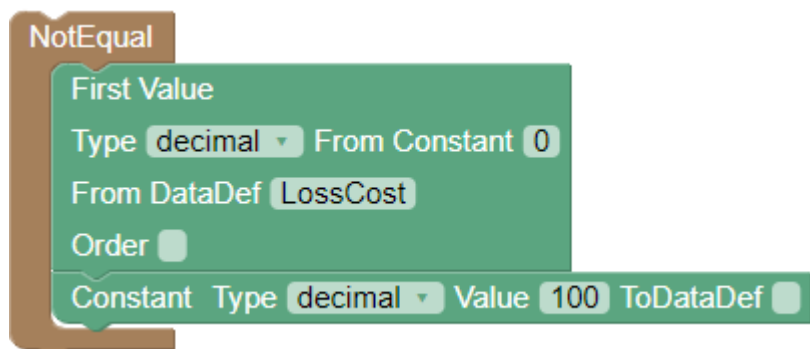 NotEqual
First Value
Type decimal From Constant 0
From DataDef LossCost
Order
Constant Type decimal Value 100 ToDataDef